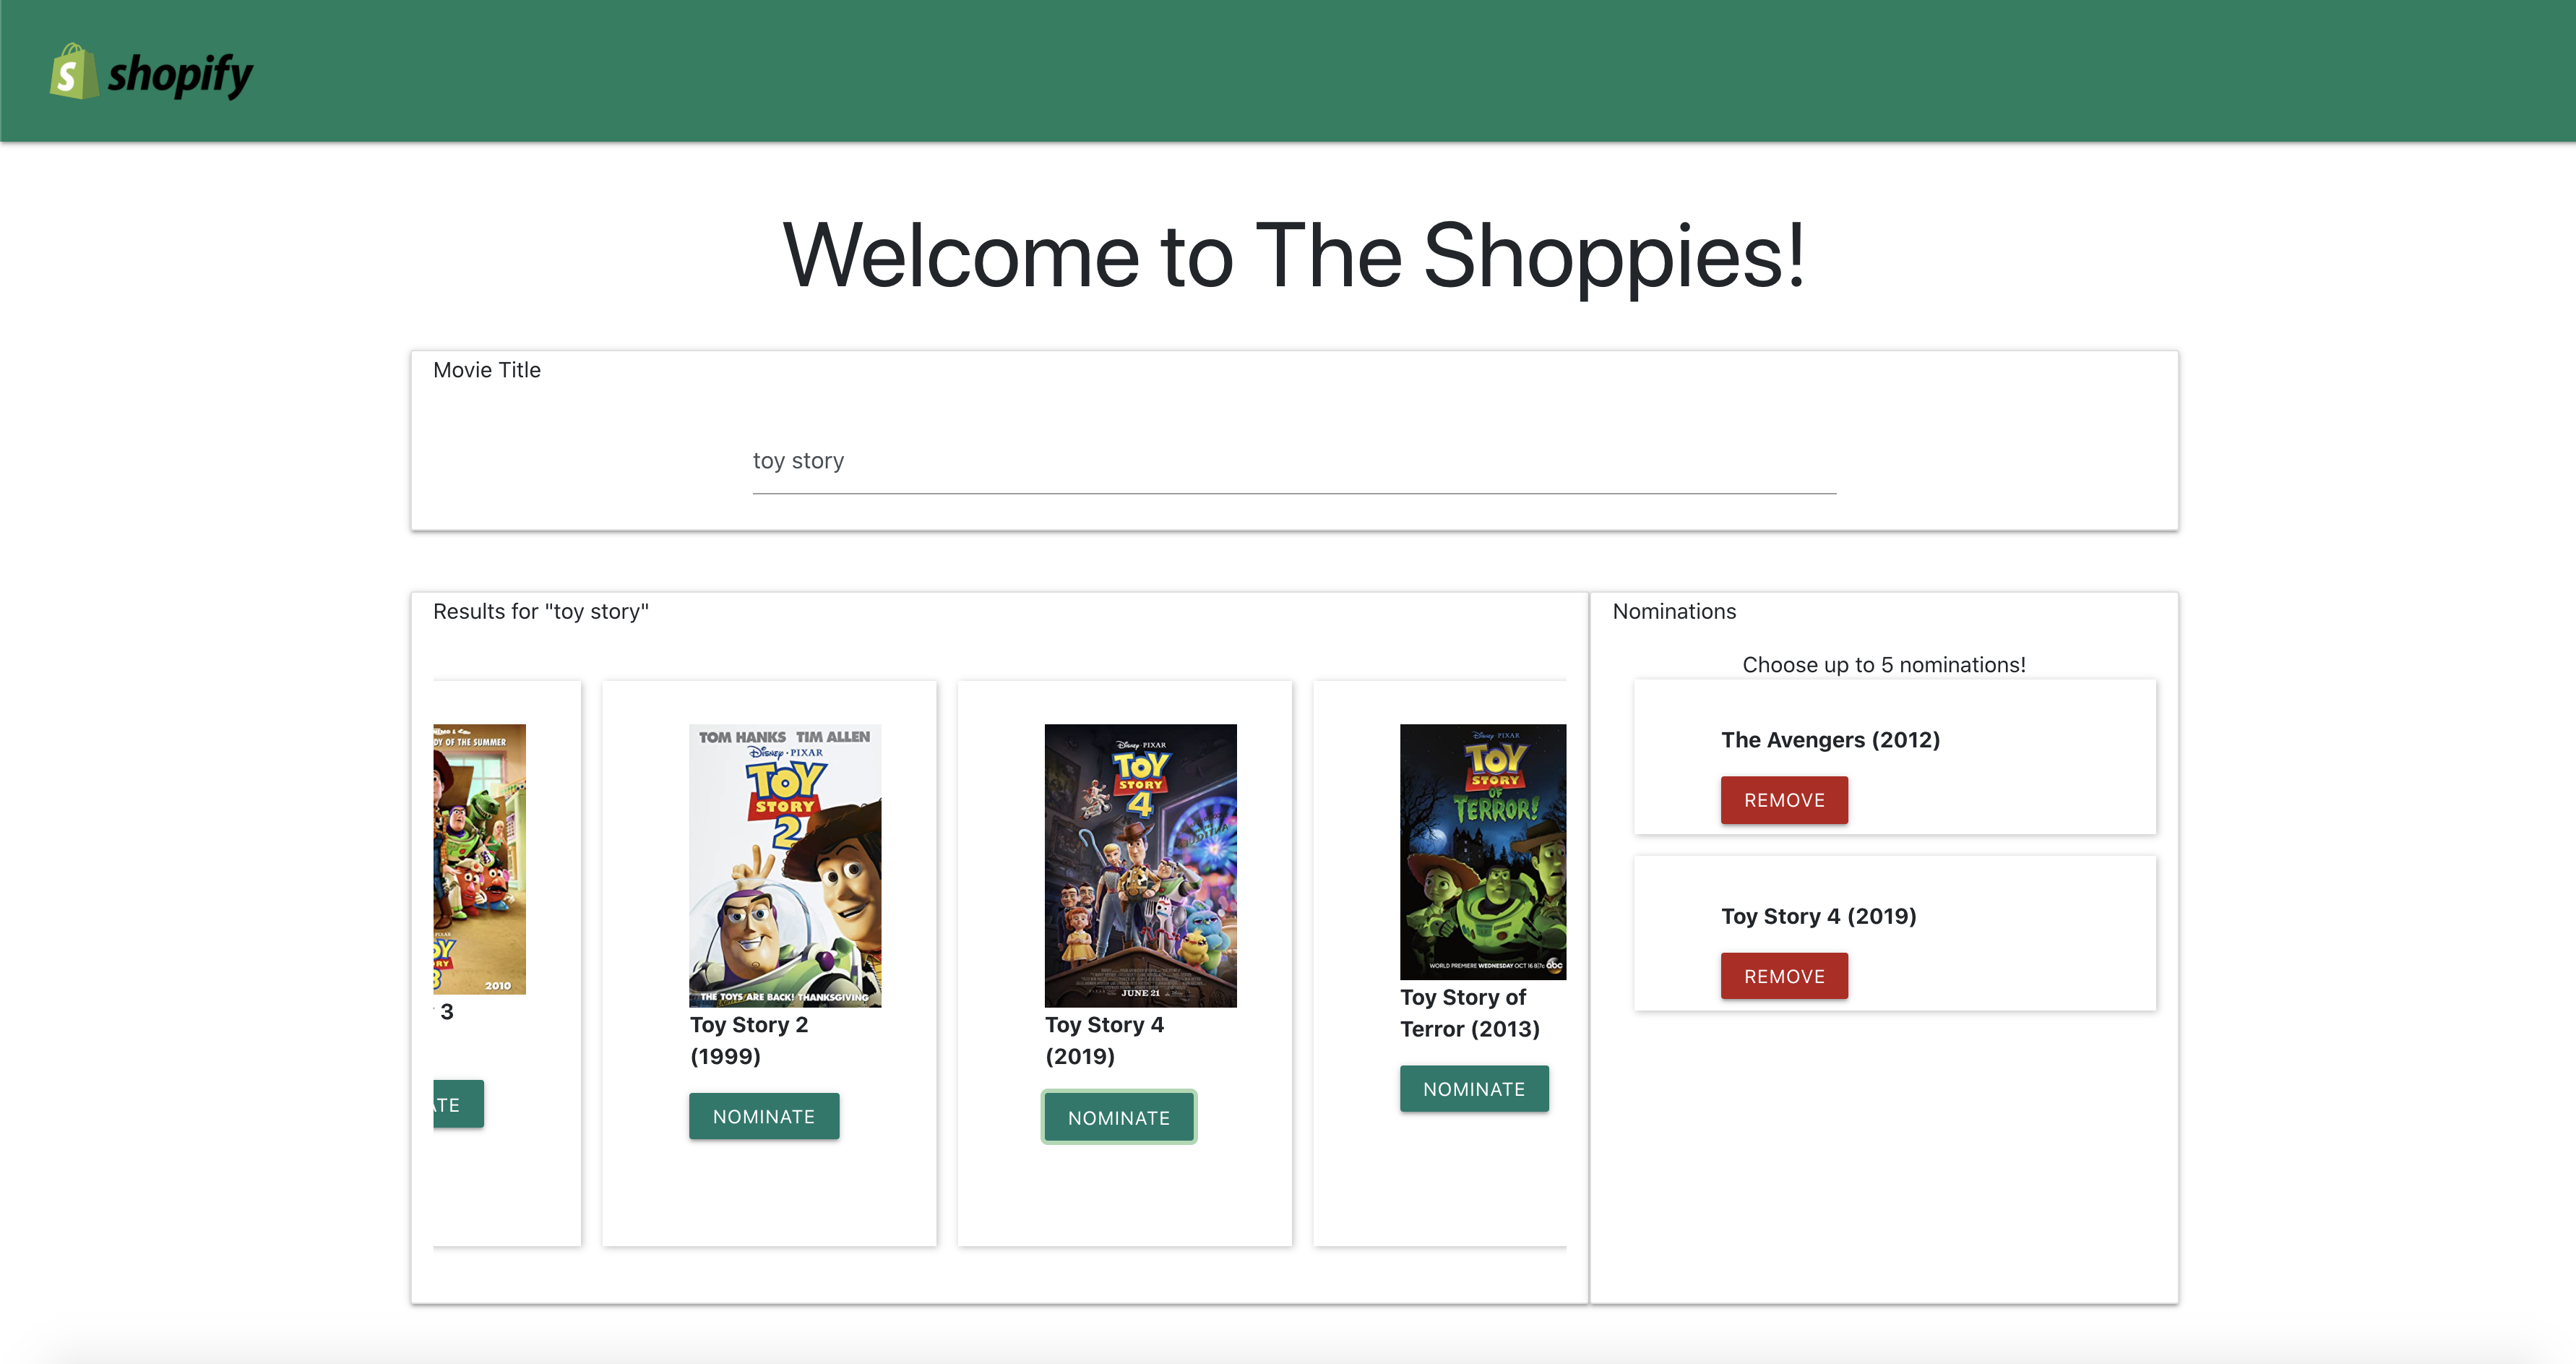 shopify
Welcome to The Shoppies!
Movie Title
toy story
Results for "toy story"
DY OF THE SUMMER
2010
3
TOM HANKS TIM ALLEN
Disney · PIXAR
TOY
STORY
2
THE TOYS ARE BACK! THANKSGIVING
Toy Story 2
(1999)
NOMINATE
Disney · PIXAR
TOY
STORY
4
JUNE 21
Toy Story 4
(2019)
NOMINATE
Disney PIXAR
TOY
STORY
OF
TERROR!
WORLD PREMIERE WEDNESDAY OCT 16 8|7c abc
Toy Story of
Terror (2013)
NOMINATE
Nominations
Choose up to 5 nominations!
The Avengers (2012)
REMOVE
Toy Story 4 (2019)
REMOVE